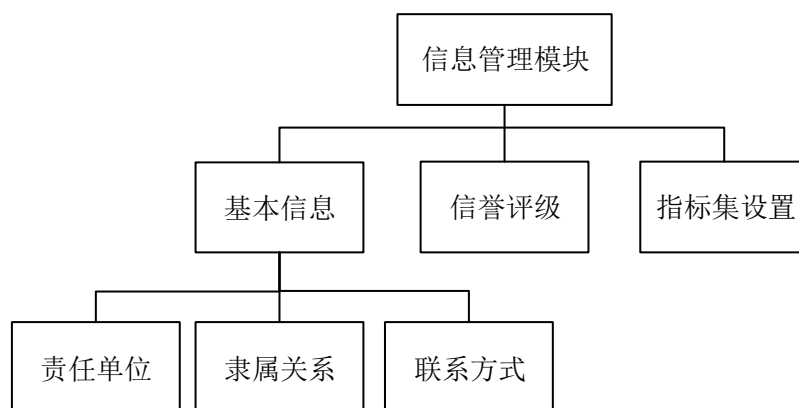 信息管理模块
基本信息
信誉评级
指标集设置
责任单位
隶属关系
联系方式